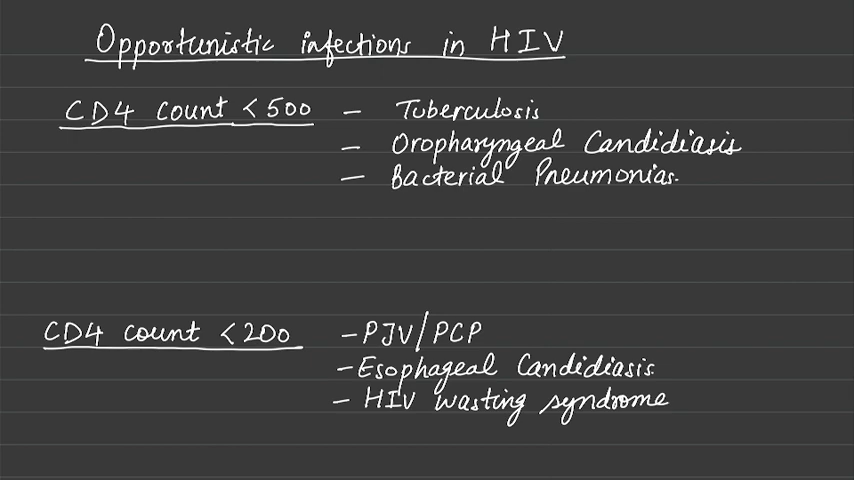 Opportunistic infections in HIV
CD4 count < 500 - Tuberculosis
- Oropharyngeal Candidiasis
- Bacterial Pneumonias.
CD4 count < 200 - PJV/PCP
- Esophageal Candidiasis
- HIV wasting syndrome